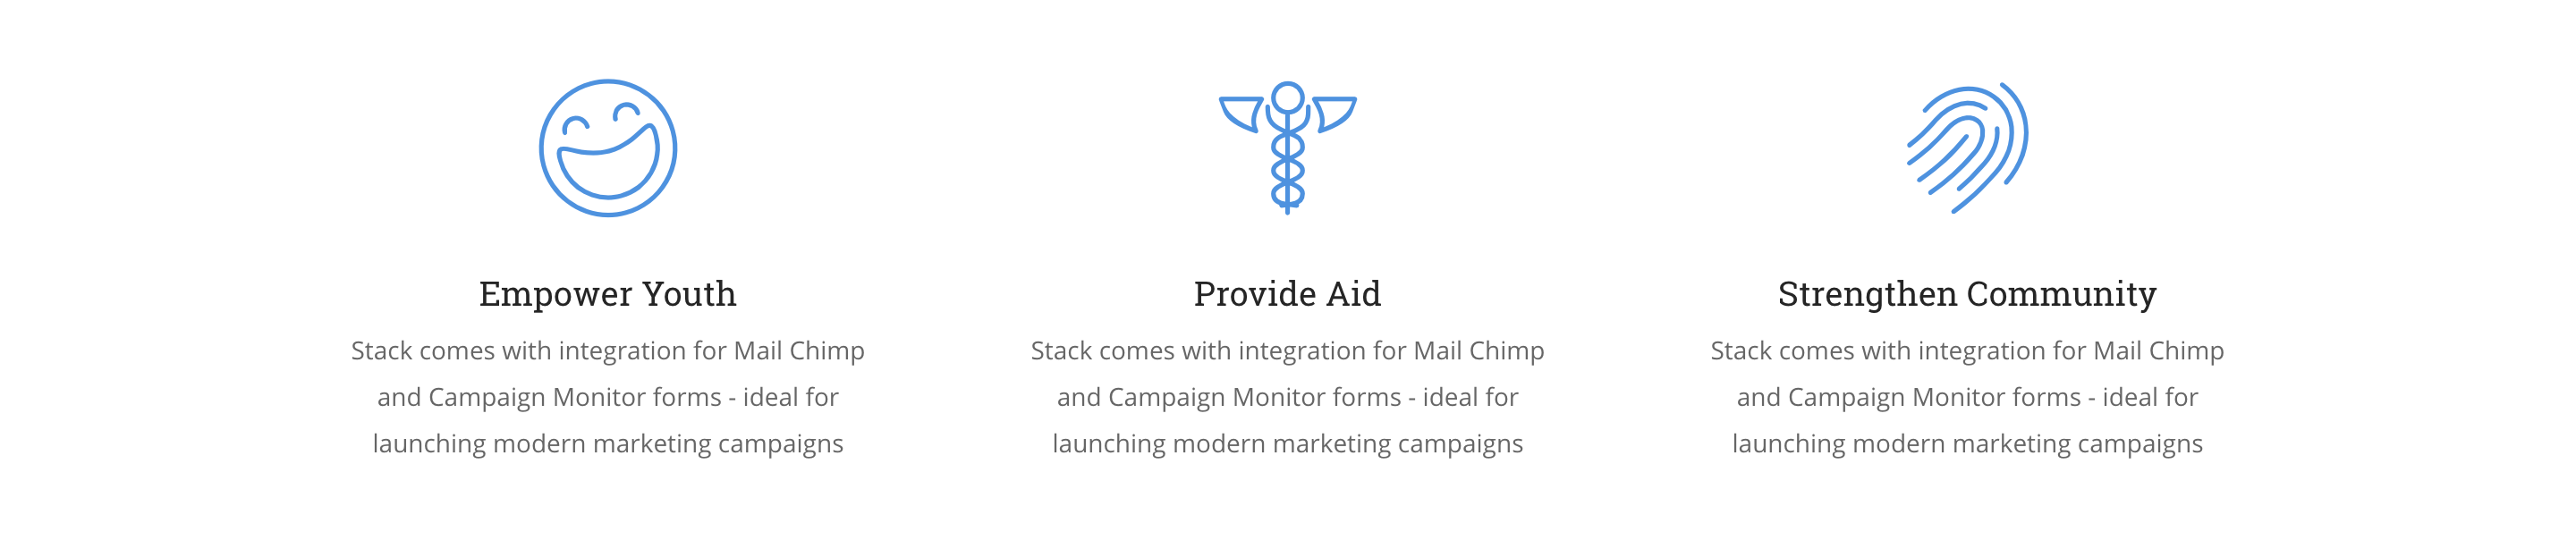 Empower Youth
Stack comes with integration for Mail Chimp
and Campaign Monitor forms - ideal for
launching modern marketing campaigns
Provide Aid
Stack comes with integration for Mail Chimp
and Campaign Monitor forms - ideal for
launching modern marketing campaigns
Strengthen Community
Stack comes with integration for Mail Chimp
and Campaign Monitor forms - ideal for
launching modern marketing campaigns